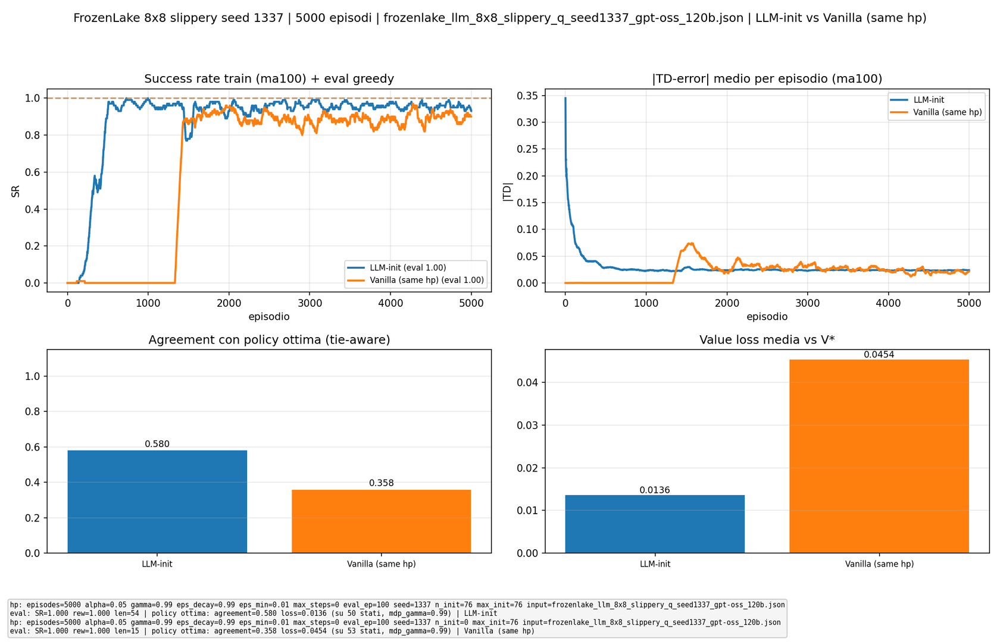 FrozenLake 8x8 slippery seed 1337 | 5000 episodi | frozenlake_llm_8x8_slippery_q_seed1337_gpt-oss_120b.json | LLM-init vs Vanilla (same hp)
Success rate train (ma100) + eval greedy
1.0
0.8
0.6
0.4
0.2
0.0
SR
LLM-init (eval 1.00)
Vanilla (same hp) (eval 1.00)
0 1000 2000 3000 4000 5000
episodio
|TD-error| medio per episodio (ma100)
0.35
0.30
0.25
0.20
0.15
0.10
0.05
0.00
|TD|
LLM-init
Vanilla (same hp)
0 1000 2000 3000 4000 5000
episodio
Agreement con policy ottima (tie-aware)
1.0
0.8
0.6
0.4
0.2
0.0
0.580
0.358
LLM-init
Vanilla (same hp)
Value loss media vs V*
0.04
0.03
0.02
0.01
0.00
0.0136
0.0454
LLM-init
Vanilla (same hp)
hp: episodes=5000 alpha=0.05 gamma=0.99 eps_decay=0.99 eps_min=0.01 max_steps=0 eval_ep=100 seed=1337 n_init=76 max_init=76 input=frozenlake_llm_8x8_slippery_q_seed1337_gpt-oss_120b.json
eval: SR=1.000 rew=1.000 len=54 | policy ottima: agreement=0.580 loss=0.0136 (su 50 stati, mdp_gamma=0.99) | LLM-init
hp: episodes=5000 alpha=0.05 gamma=0.99 eps_decay=0.99 eps_min=0.01 max_steps=0 eval_ep=100 seed=1337 n_init=0 max_init=76 input=frozenlake_llm_8x8_slippery_q_seed1337_gpt-oss_120b.json
eval: SR=1.000 rew=1.000 len=15 | policy ottima: agreement=0.358 loss=0.0454 (su 53 stati, mdp_gamma=0.99) | Vanilla (same hp)